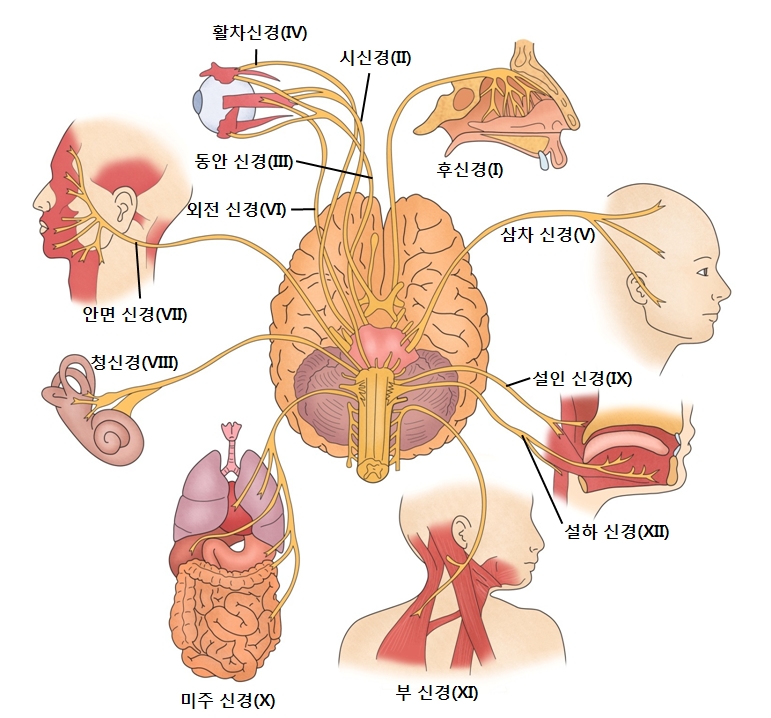 활차신경(IV)
시신경(II)
동안 신경(III)
후신경(I)
외전 신경(VI)
삼차 신경(V)
안면 신경(VII)
청신경(VIII)
설인 신경(IX)
설하 신경(XII)
미주 신경(X)
부 신경(XI)